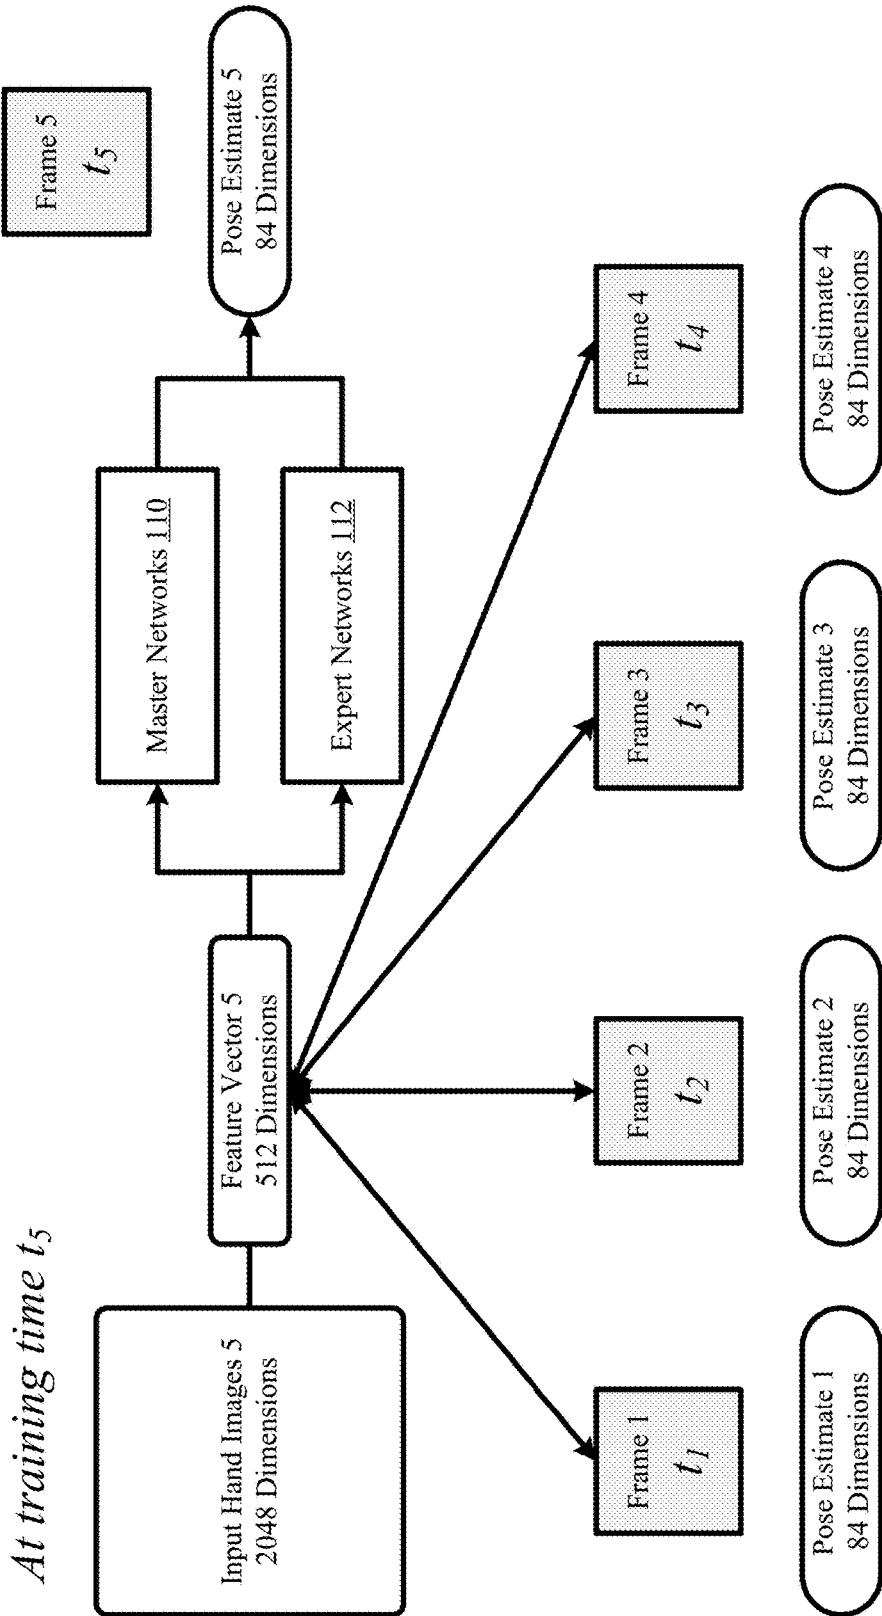 At training time t5
Frame 5
t5
Input Hand Images 5
2048 Dimensions
Feature Vector 5
512 Dimensions
Master Networks 110
Expert Networks 112
Pose Estimate 5
84 Dimensions
Frame 1
t1
Frame 2
t2
Frame 3
t3
Frame 4
t4
Pose Estimate 1
84 Dimensions
Pose Estimate 2
84 Dimensions
Pose Estimate 3
84 Dimensions
Pose Estimate 4
84 Dimensions